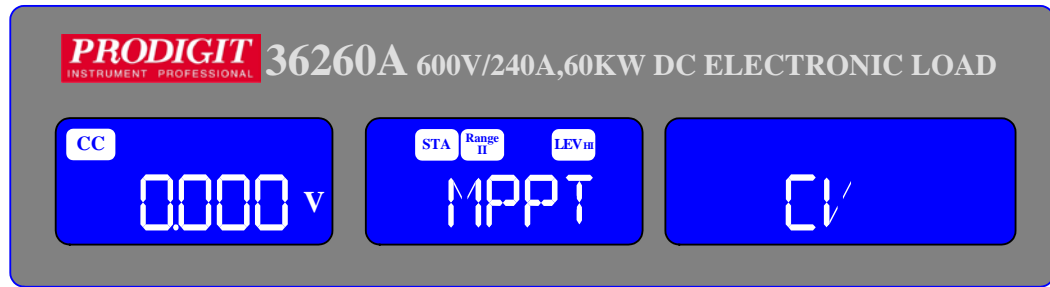 PRODIGIT
INSTRUMENT PROFESSIONAL
36260A 600V/240A,60KW DC ELECTRONIC LOAD
CC
0.000 V
STA Range II LEV HI
MPPT
CV